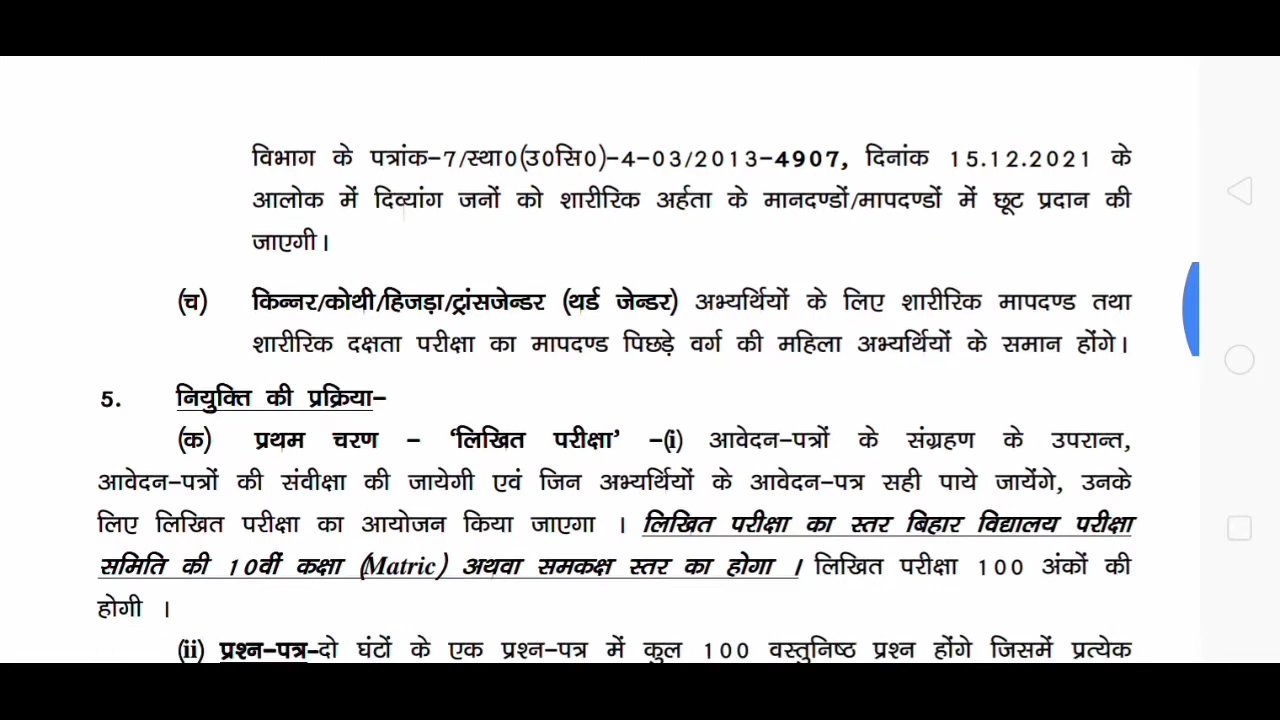 विभाग के पत्रांक-7/स्था0(उ0सि0)-4-03/2013-4907, दिनांक 15.12.2021 के
आलोक में दिव्यांग जनों को शारीरिक अर्हता के मानदण्डों/मापदण्डों में छूट प्रदान की
जाएगी।
(च) किन्नर/कोथी/हिजड़ा/ट्रांसजेन्डर (थर्ड जेन्डर) अभ्यर्थियों के लिए शारीरिक मापदण्ड तथा
शारीरिक दक्षता परीक्षा का मापदण्ड पिछड़े वर्ग की महिला अभ्यर्थियों के समान होंगे।
5. नियुक्ति की प्रक्रिया-
(क) प्रथम चरण - ‘लिखित परीक्षा’ -(i) आवेदन-पत्रों के संग्रहण के उपरान्त,
आवेदन-पत्रों की संवीक्षा की जायेगी एवं जिन अभ्यर्थियों के आवेदन-पत्र सही पाये जायेंगे, उनके
लिए लिखित परीक्षा का आयोजन किया जाएगा । लिखित परीक्षा का स्तर बिहार विद्यालय परीक्षा
समिति की 10वीं कक्षा (Matric) अथवा समकक्ष स्तर का होगा । लिखित परीक्षा 100 अंकों की
होगी ।
(ii) प्रश्न-पत्र-दो घंटों के एक प्रश्न-पत्र में कुल 100 वस्तुनिष्ठ प्रश्न होंगे जिसमें प्रत्येक